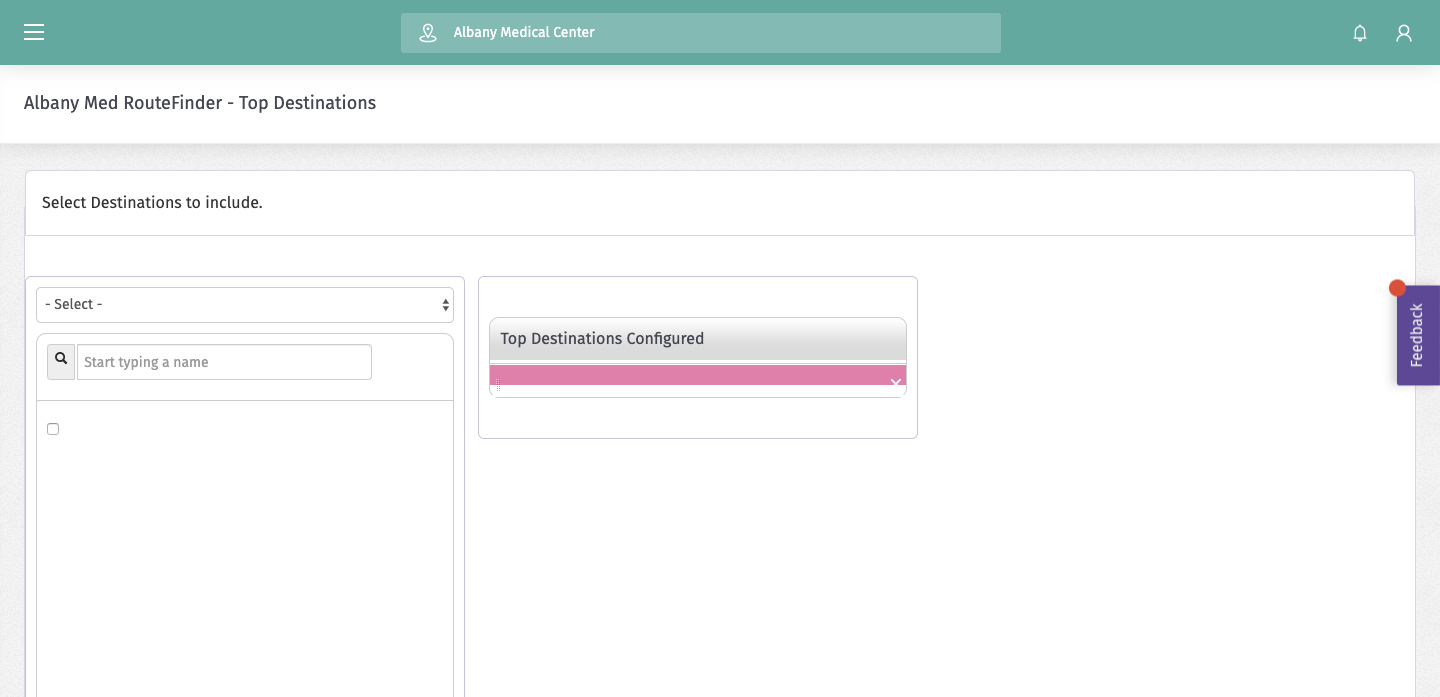 Albany Medical Center
Albany Med RouteFinder - Top Destinations
Select Destinations to include.
- Select -
Start typing a name
Top Destinations Configured
Feedback